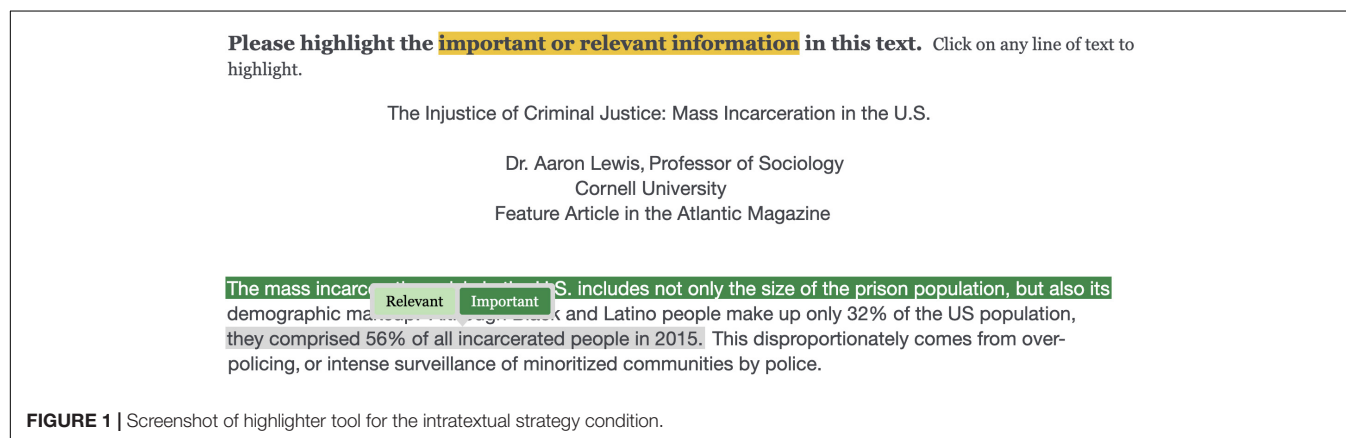 Please highlight the important or relevant information in this text. Click on any line of text to
highlight.
The Injustice of Criminal Justice: Mass Incarceration in the U.S.
Dr. Aaron Lewis, Professor of Sociology
Cornell University
Feature Article in the Atlantic Magazine
The mass U.S. includes not only the size of the prison population, but also its
Relevant Important
demographic and Latino people make up only 32% of the US population,
they comprised 56% of all incarcerated people in 2015. This disproportionately comes from over-
policing, or intense surveillance of minoritized communities by police.
FIGURE 1 | Screenshot of highlighter tool for the intratextual strategy condition.